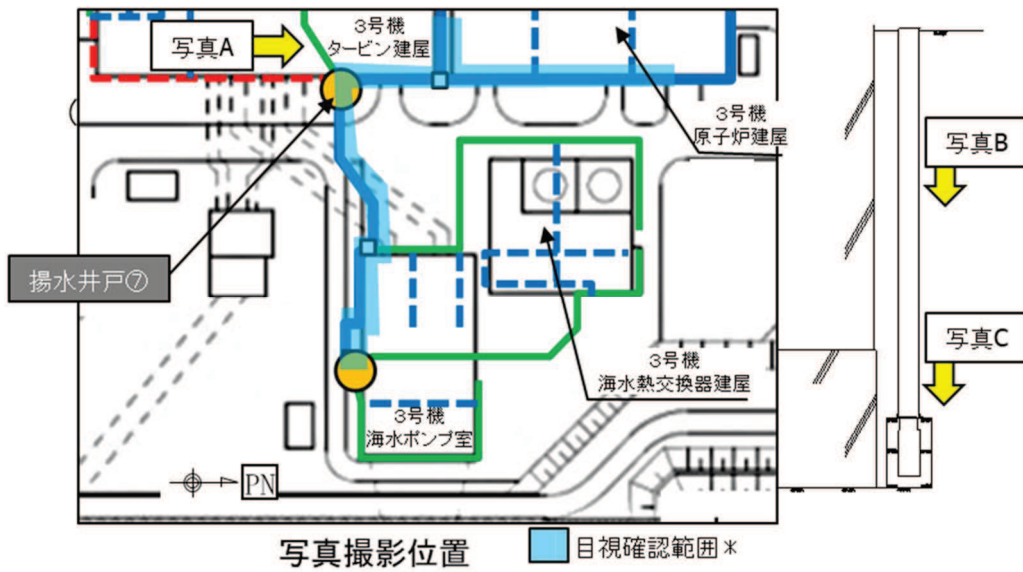 写真A
3号機
タービン建屋
3号機
原子炉建屋
写真B
揚水井戸⑦
写真C
3号機
海水熱交換器建屋
3号機
海水ポンプ室
PN
写真撮影位置
目視確認範囲*